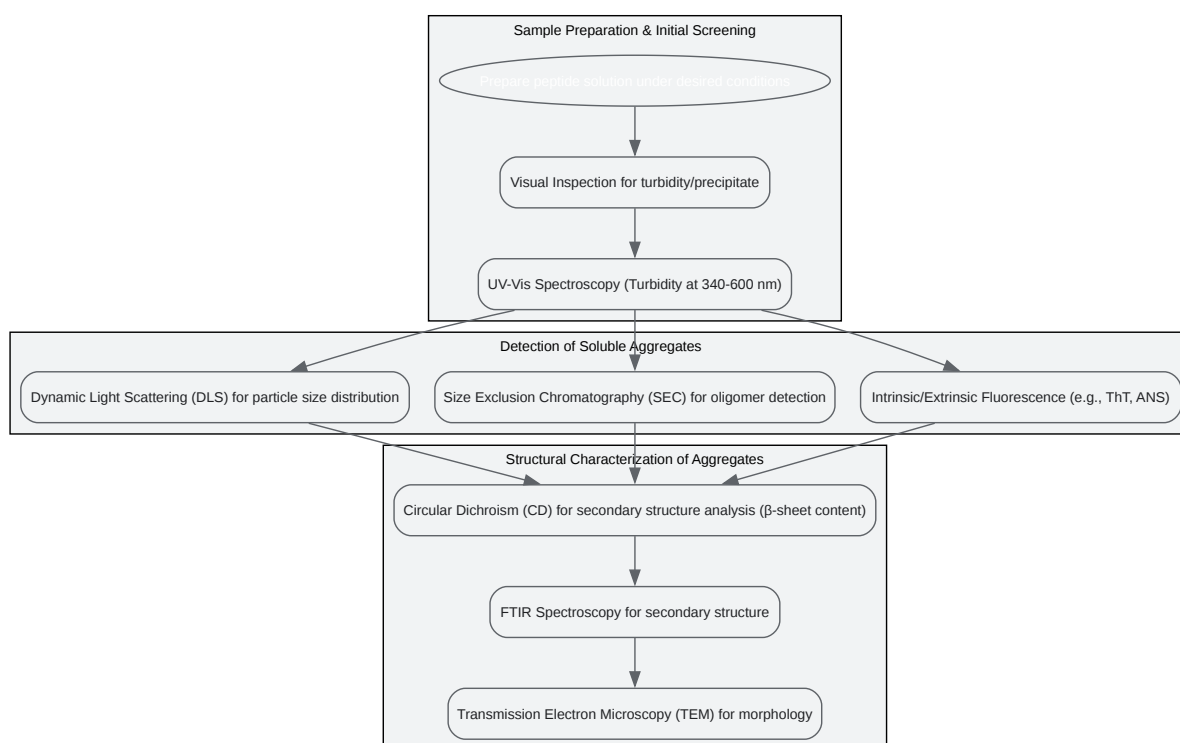 Sample Preparation & Initial Screening
Prepare peptide solution under desired conditions
Visual Inspection for turbidity/precipitate
UV-Vis Spectroscopy (Turbidity at 340-600 nm)
Detection of Soluble Aggregates
Dynamic Light Scattering (DLS) for particle size distribution
Size Exclusion Chromatography (SEC) for oligomer detection
Intrinsic/Extrinsic Fluorescence (e.g., ThT, ANS)
Structural Characterization of Aggregates
Circular Dichroism (CD) for secondary structure analysis (β-sheet content)
FTIR Spectroscopy for secondary structure
Transmission Electron Microscopy (TEM) for morphology